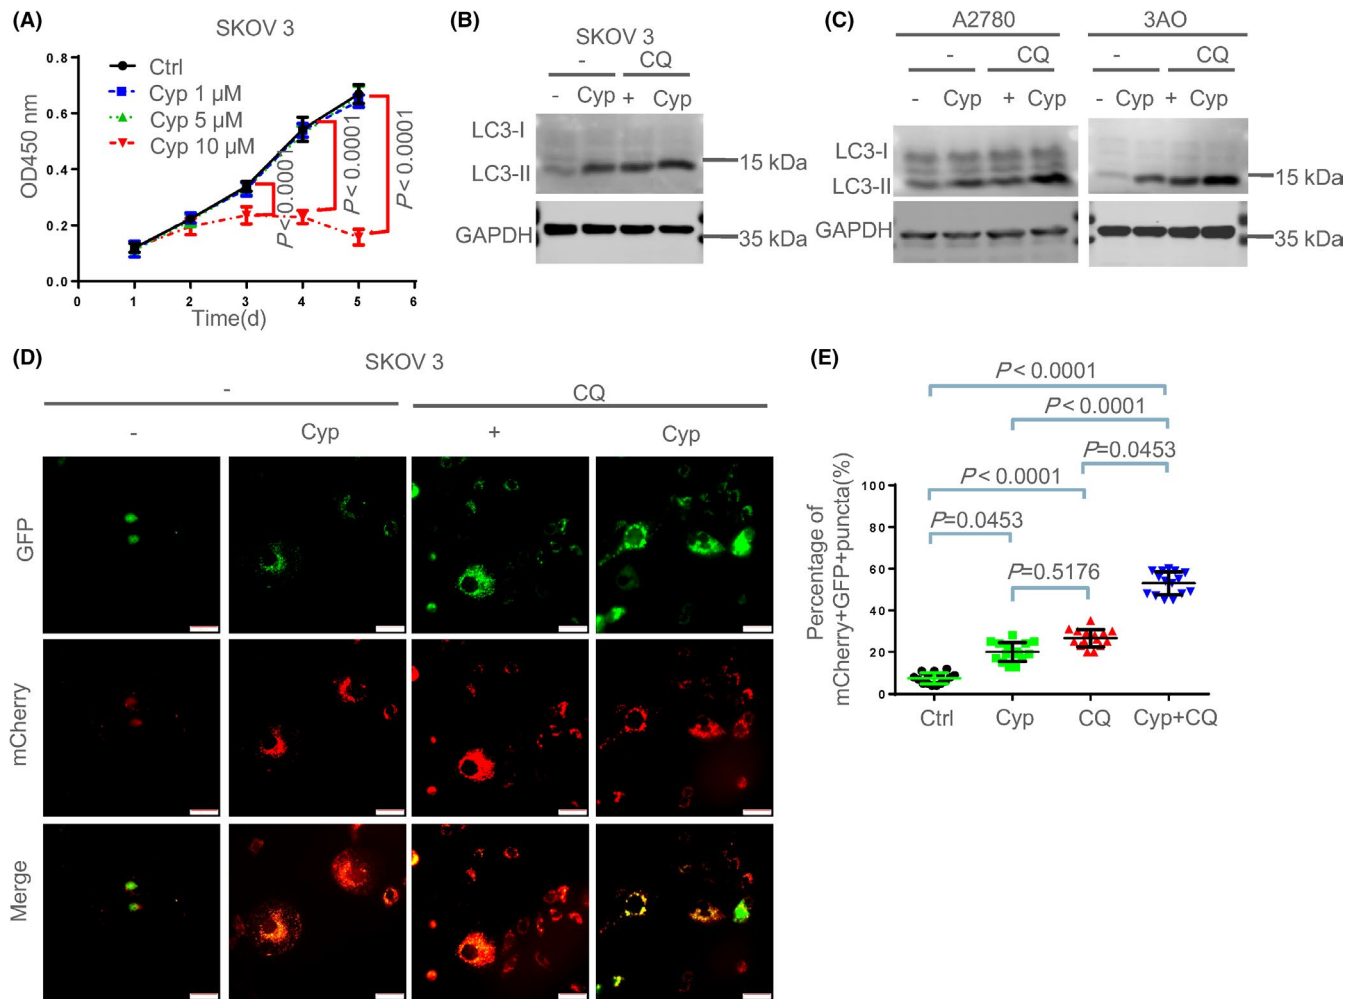 (A)
SKOV 3
OD450 nm
0.8
0.6
0.4
0.2
0.0
Ctrl
Cyp 1 µM
Cyp 5 µM
Cyp 10 µM
P< 0.0001
P< 0.0001
P< 0.0001
0 1 2 3 4 5 6
Time(d)
(B)
SKOV 3
- CQ
- Cyp + Cyp
LC3-I
LC3-II
15 kDa
GAPDH
35 kDa
(C)
A2780 3AO
- CQ - CQ
- Cyp + Cyp - Cyp + Cyp
LC3-I
LC3-II
15 kDa
GAPDH
35 kDa
(D)
SKOV 3
- CQ
- Cyp + Cyp
GFP
mCherry
Merge
(E)
P< 0.0001
P< 0.0001
P=0.0453
P< 0.0001
P=0.0453
P=0.5176
Percentage of
mCherry+GFP+puncta(%)
100
80
60
40
20
0
Ctrl Cyp CQ Cyp+CQ